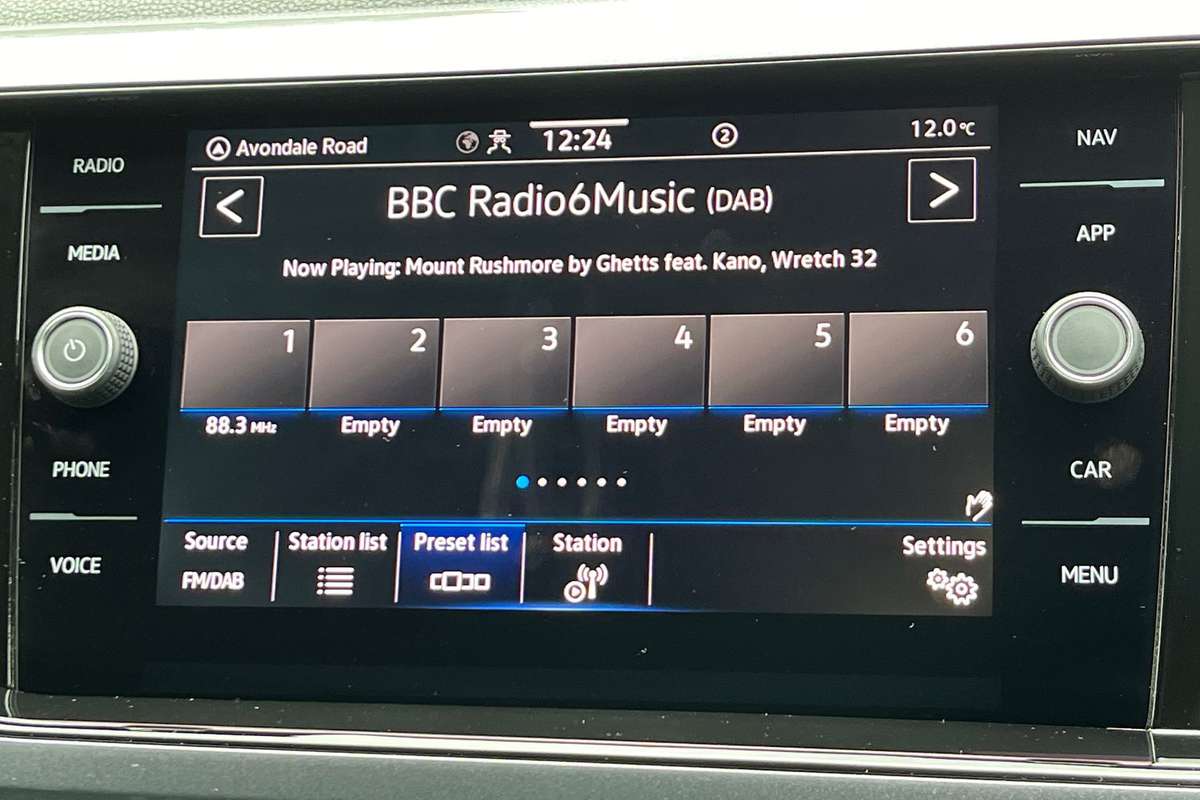 RADIO
MEDIA
PHONE
VOICE
Avondale Road
12:24
2
12.0°C
<
BBC Radio6Music (DAB)
>
Now Playing: Mount Rushmore by Ghetts feat. Kano, Wretch 32
1 2 3 4 5 6
88.3 MHz Empty Empty Empty Empty Empty
Source Station list Preset list Station Settings
FM/DAB
NAV
APP
CAR
MENU